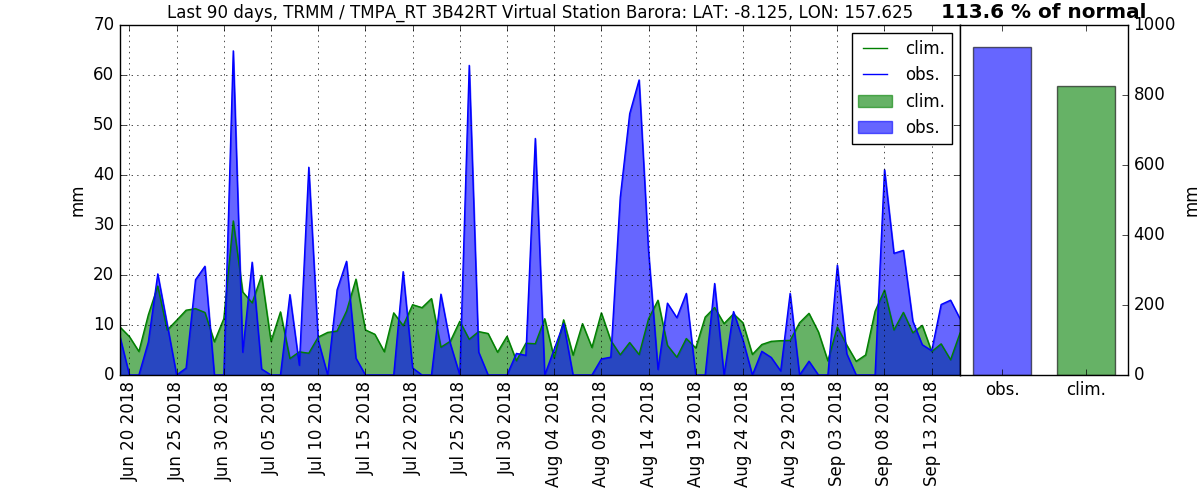 Last 90 days, TRMM / TMPA_RT 3B42RT Virtual Station Barora: LAT: -8.125, LON: 157.625
113.6 % of normal
70
60
50
40
30
20
10
0
mm
clim.
obs.
clim.
obs.
1000
800
600
400
200
0
mm
obs.
clim.
Jun 20 2018
Jun 25 2018
Jun 30 2018
Jul 05 2018
Jul 10 2018
Jul 15 2018
Jul 20 2018
Jul 25 2018
Jul 30 2018
Aug 04 2018
Aug 09 2018
Aug 14 2018
Aug 19 2018
Aug 24 2018
Aug 29 2018
Sep 03 2018
Sep 08 2018
Sep 13 2018